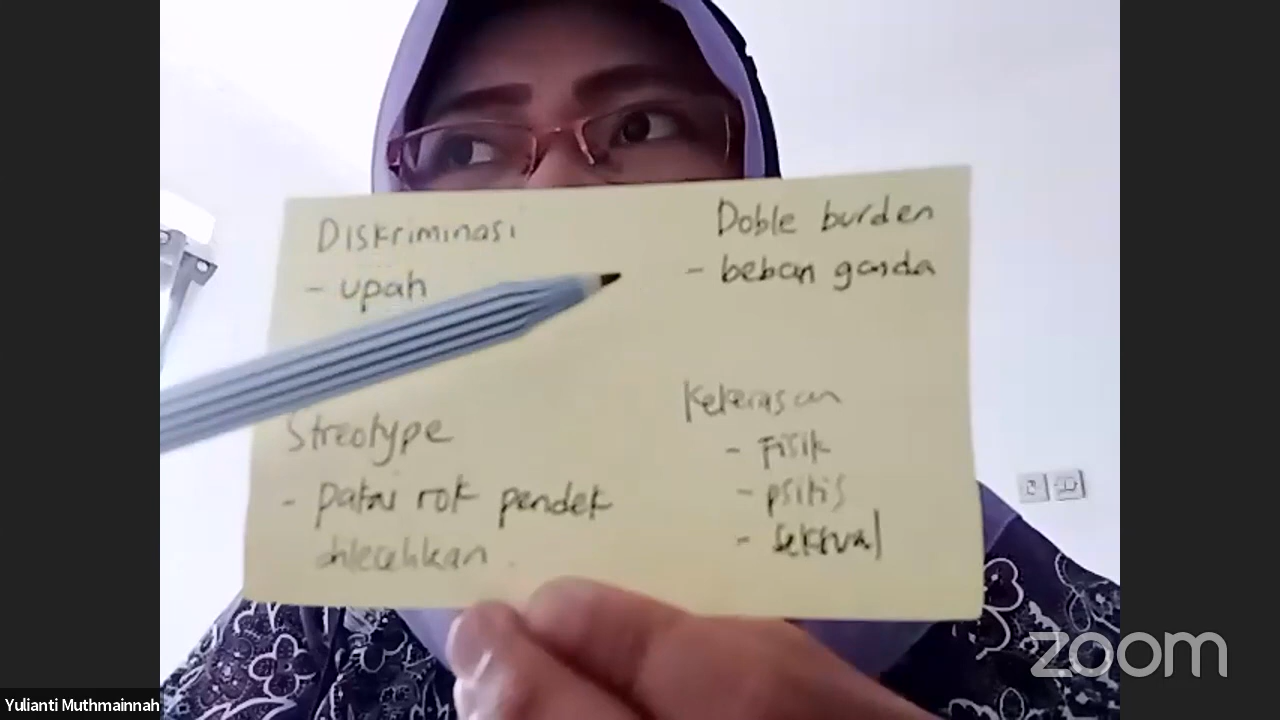 Diskriminasi
- upah
Doble burden
- beban ganda
Streotype
- pakai rok pendek
dilecehkan
Kekerasan
- Fisik
- psikis
- seksual
zoom
Yulianti Muthmainnah